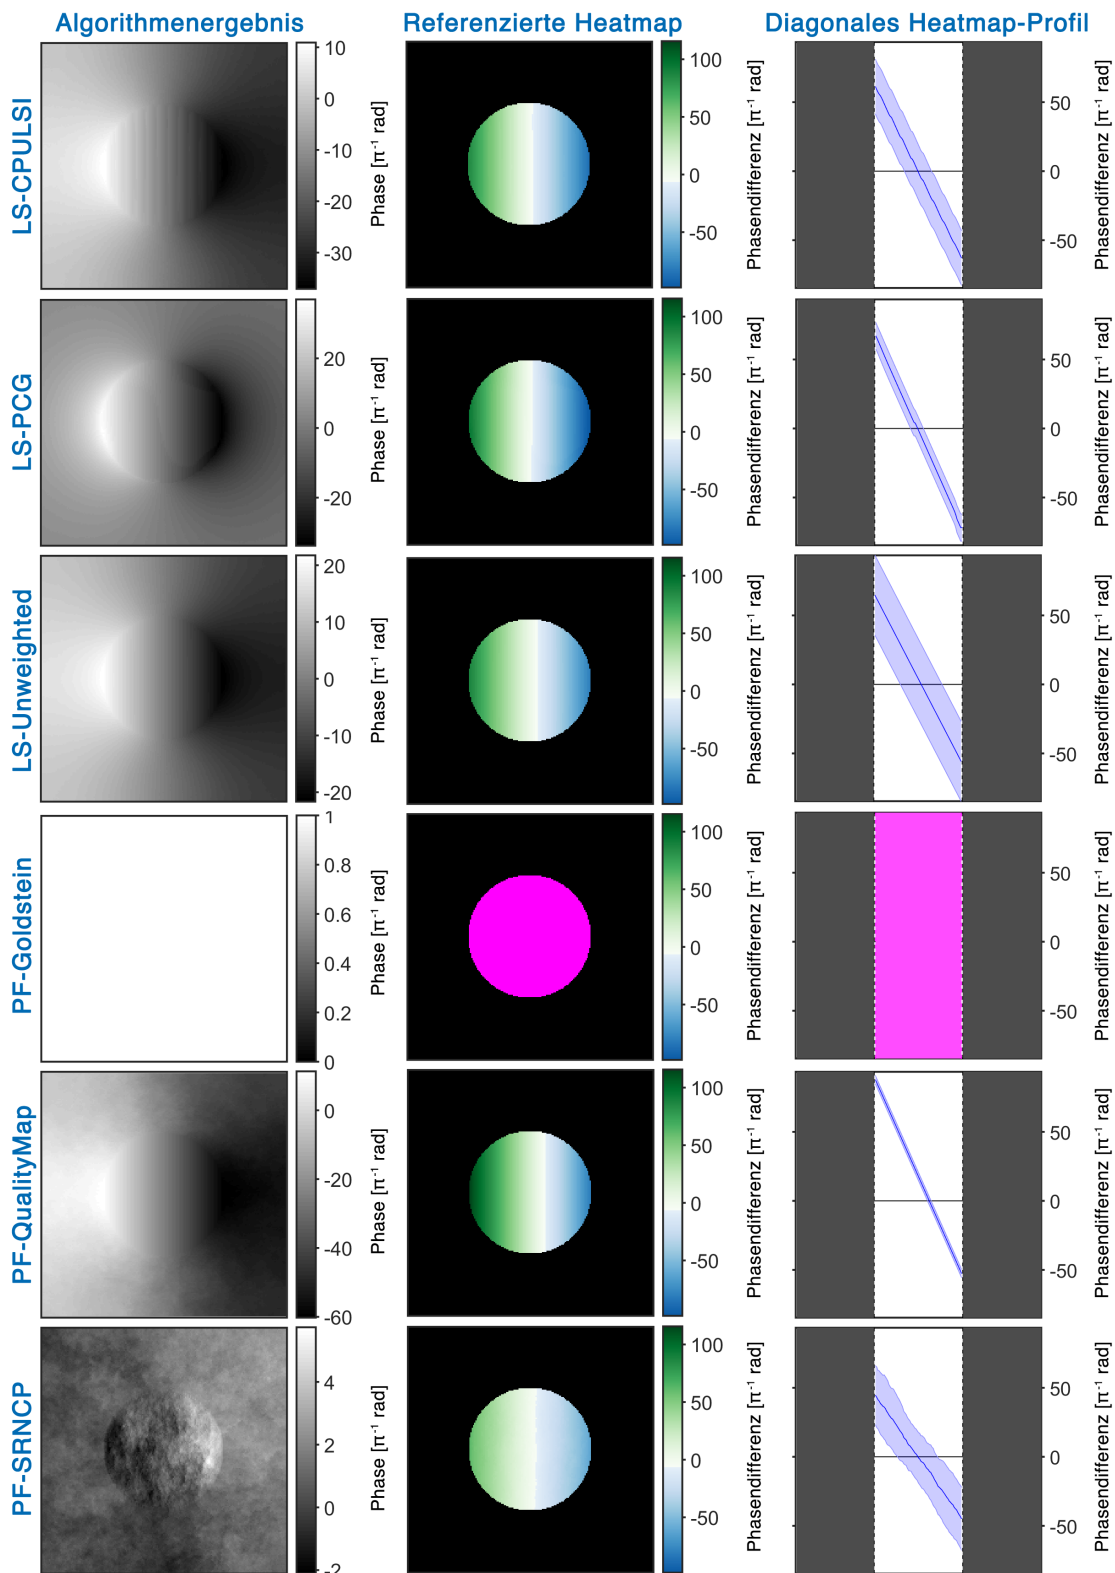 Algorithmenergebnis Referenzierte Heatmap Diagonales Heatmap-Profil
LS-CPULSI
10
0
-10
-20
-30
Phase [π⁻¹ rad]
100
50
0
-50
Phasendifferenz [π⁻¹ rad]
50
0
-50
Phasendifferenz [π⁻¹ rad]
LS-PCG
20
0
-20
Phase [π⁻¹ rad]
100
50
0
-50
Phasendifferenz [π⁻¹ rad]
50
0
-50
Phasendifferenz [π⁻¹ rad]
LS-Unweighted
20
10
0
-10
-20
Phase [π⁻¹ rad]
100
50
0
-50
Phasendifferenz [π⁻¹ rad]
50
0
-50
Phasendifferenz [π⁻¹ rad]
PF-Goldstein
1
0.8
0.6
0.4
0.2
0
Phase [π⁻¹ rad]
100
50
0
-50
Phasendifferenz [π⁻¹ rad]
50
0
-50
Phasendifferenz [π⁻¹ rad]
PF-QualityMap
0
-20
-40
-60
Phase [π⁻¹ rad]
100
50
0
-50
Phasendifferenz [π⁻¹ rad]
50
0
-50
Phasendifferenz [π⁻¹ rad]
PF-SRNCP
4
2
0
-2
Phase [π⁻¹ rad]
100
50
0
-50
Phasendifferenz [π⁻¹ rad]
50
0
-50
Phasendifferenz [π⁻¹ rad]